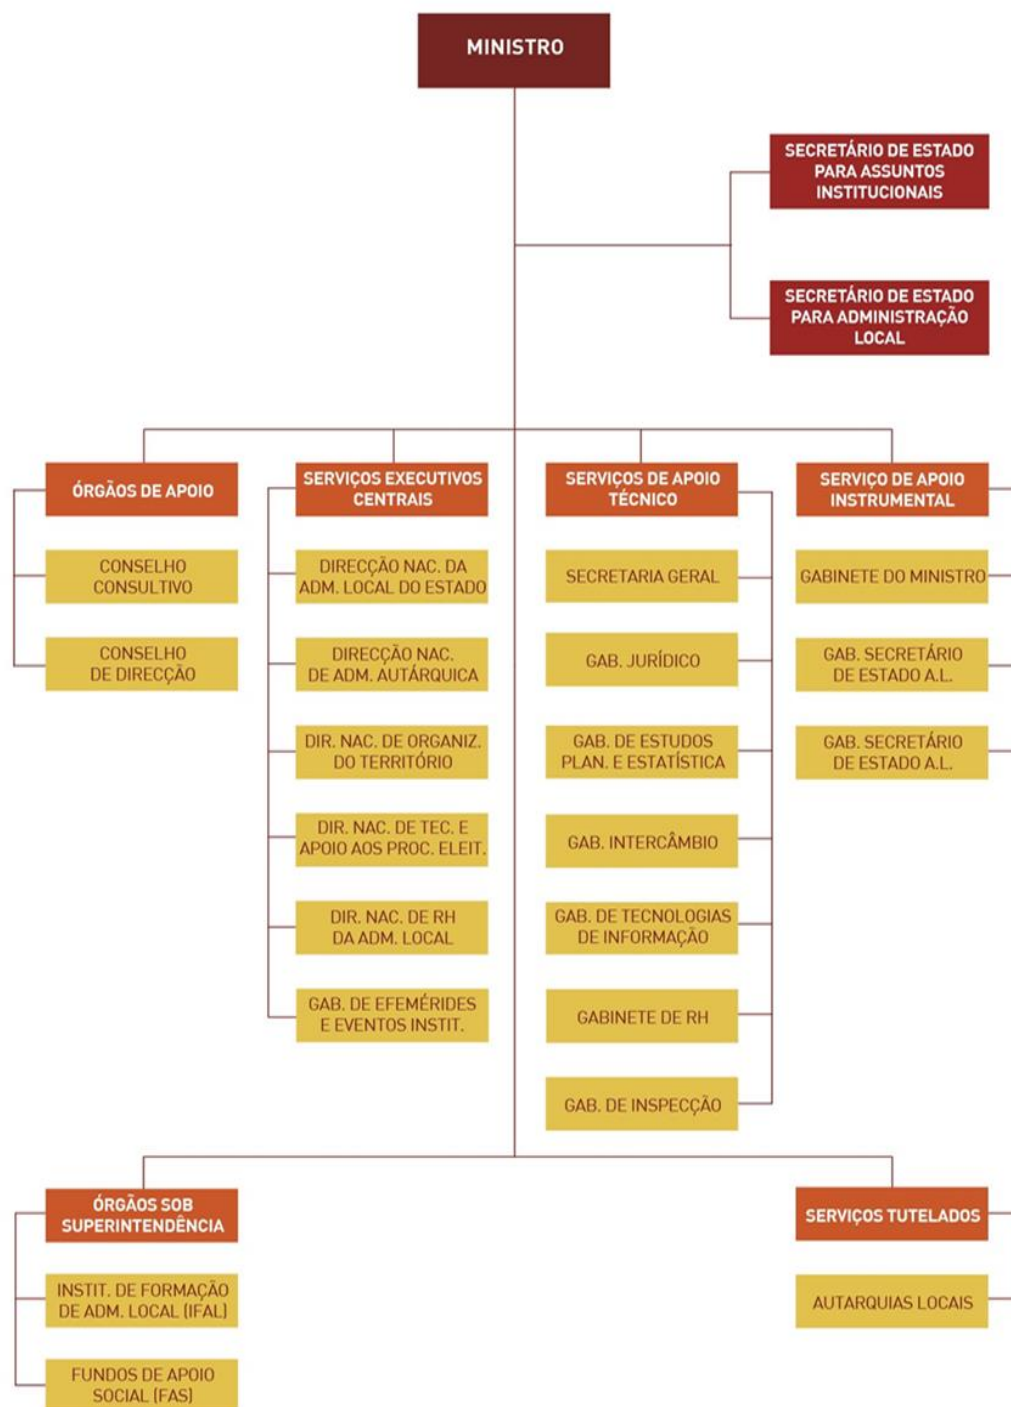 MINISTRO
SECRETÁRIO DE ESTADO
PARA ASSUNTOS
INSTITUCIONAIS
SECRETÁRIO DE ESTADO
PARA ADMINISTRAÇÃO
LOCAL
ÓRGÃOS DE APOIO
CONSELHO
CONSULTIVO
CONSELHO
DE DIRECÇÃO
SERVIÇOS EXECUTIVOS
CENTRAIS
DIRECÇÃO NAC. DA
ADM. LOCAL DO ESTADO
DIRECÇÃO NAC.
DE ADM. AUTÁRQUICA
DIR. NAC. DE ORGANIZ.
DO TERRITÓRIO
DIR. NAC. DE TEC. E
APOIO AOS PROC. ELEIT.
DIR. NAC. DE RH
DA ADM. LOCAL
GAB. DE EFEMÉRIDES
E EVENTOS INSTIT.
SERVIÇOS DE APOIO
TÉCNICO
SECRETARIA GERAL
GAB. JURÍDICO
GAB. DE ESTUDOS
PLAN. E ESTATÍSTICA
GAB. INTERCÂMBIO
GAB. DE TECNOLOGIAS
DE INFORMAÇÃO
GABINETE DE RH
GAB. DE INSPECÇÃO
SERVIÇO DE APOIO
INSTRUMENTAL
GABINETE DO MINISTRO
GAB. SECRETÁRIO
DE ESTADO A.L.
GAB. SECRETÁRIO
DE ESTADO A.L.
ÓRGÃOS SOB
SUPERINTENDÊNCIA
INSTIT. DE FORMAÇÃO
DE ADM. LOCAL (IFAL)
FUNDOS DE APOIO
SOCIAL (FAS)
SERVIÇOS TUTELADOS
AUTARQUIAS LOCAIS